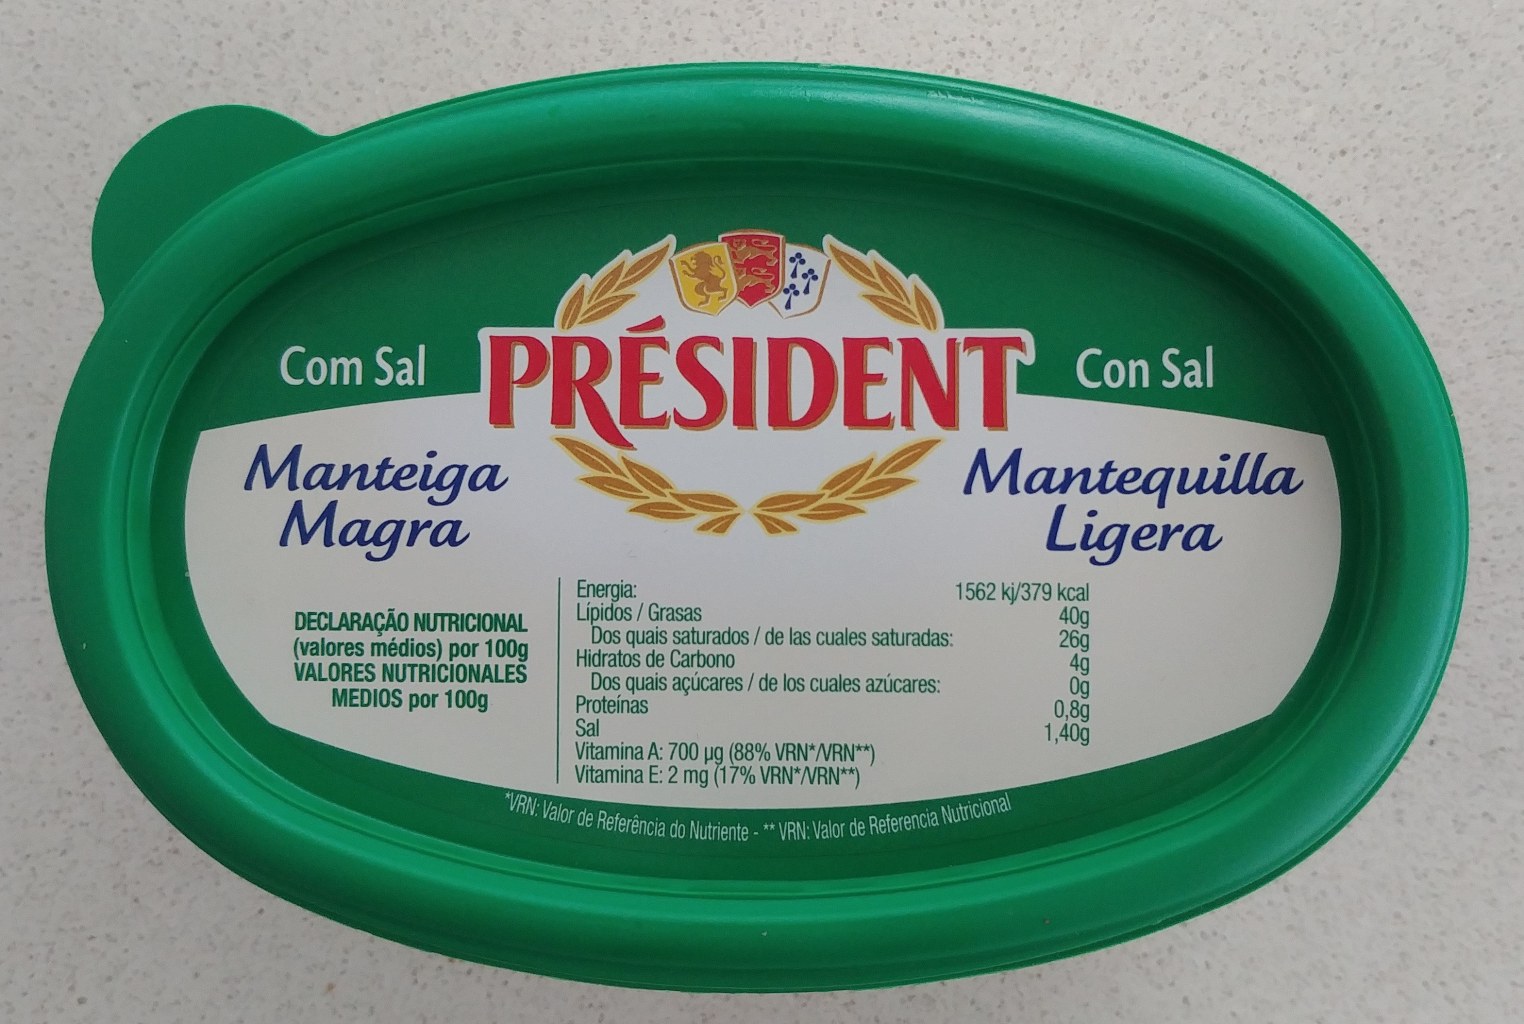 PRÉSIDENT
Com Sal
Con Sal
Manteiga
Magra
Mantequilla
Ligera
DECLARAÇÃO NUTRICIONAL
(valores médios) por 100g
VALORES NUTRICIONALES
MEDIOS por 100g
Energia: 1562 kj/379 kcal
Lípidos / Grasas 40g
Dos quais saturados / de las cuales saturadas: 26g
Hidratos de Carbono 4g
Dos quais açúcares / de los cuales azúcares: 0g
Proteínas 0,8g
Sal 1,40g
Vitamina A: 700 µg (88% VRN*/VRN**)
Vitamina E: 2 mg (17% VRN*/VRN**)
*VRN: Valor de Referência do Nutriente - ** VRN: Valor de Referencia Nutricional